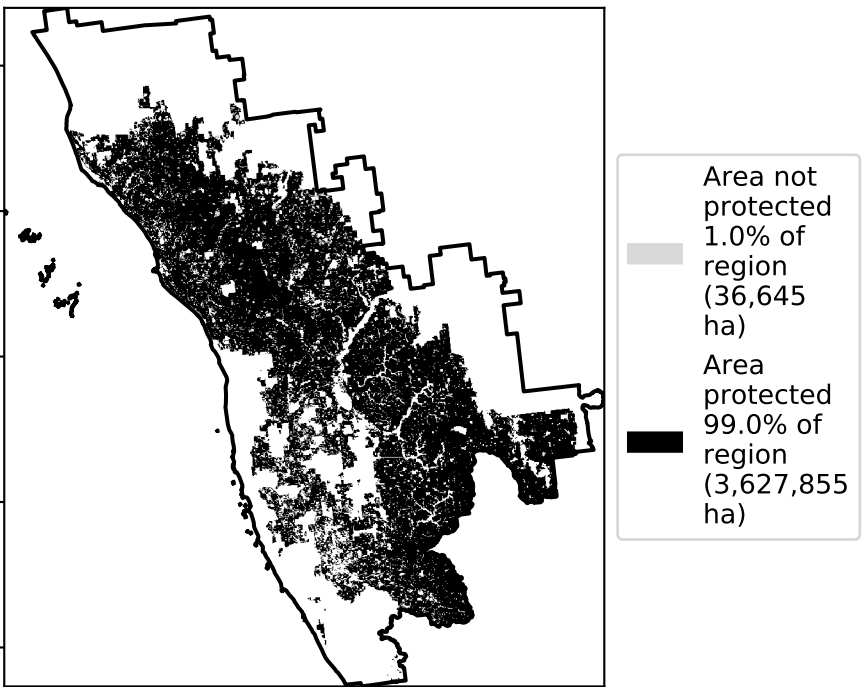 Area not
protected
1.0% of
region
(36,645
ha)
Area
protected
99.0% of
region
(3,627,855
ha)